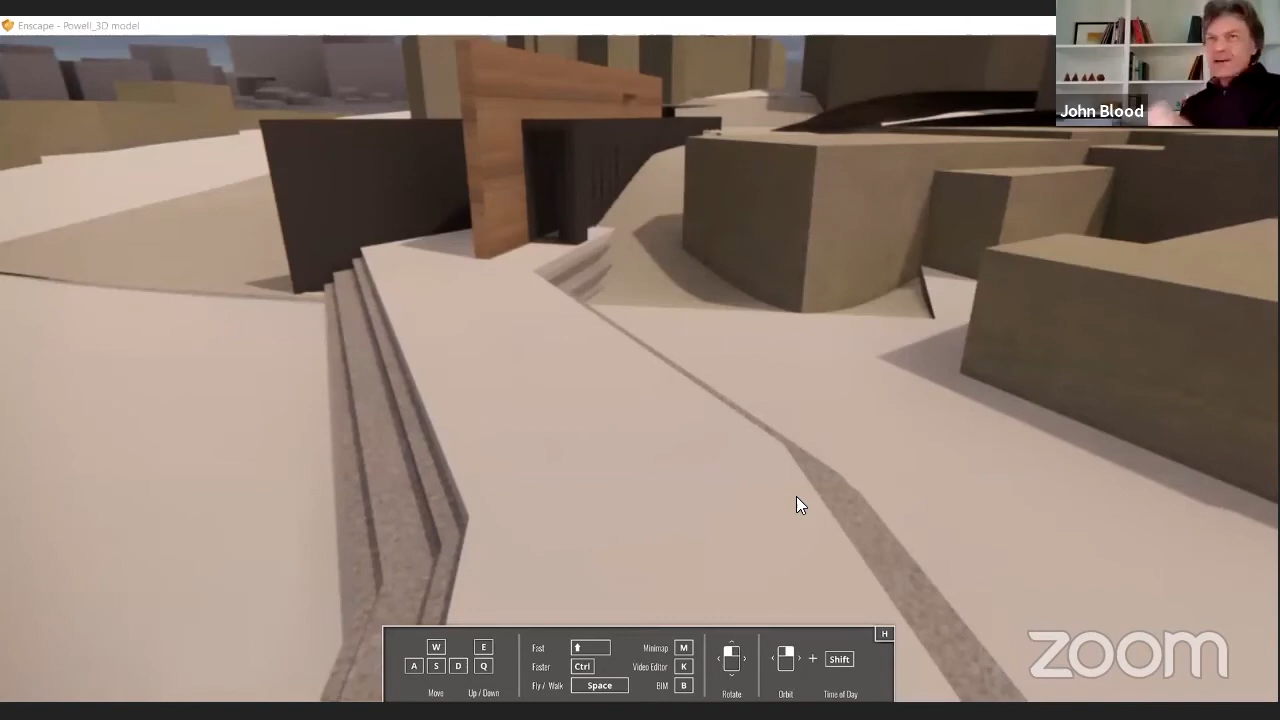 Enscape - Powell_3D model
John Blood
H
W
E
A
S
D
Q
Move
Up / Down
Fast
Faster
Ctrl
Fly / Walk
Space
Minimap
M
Video Editor
K
BIM
B
Rotate
Orbit
+
Shift
Time of Day
zoom